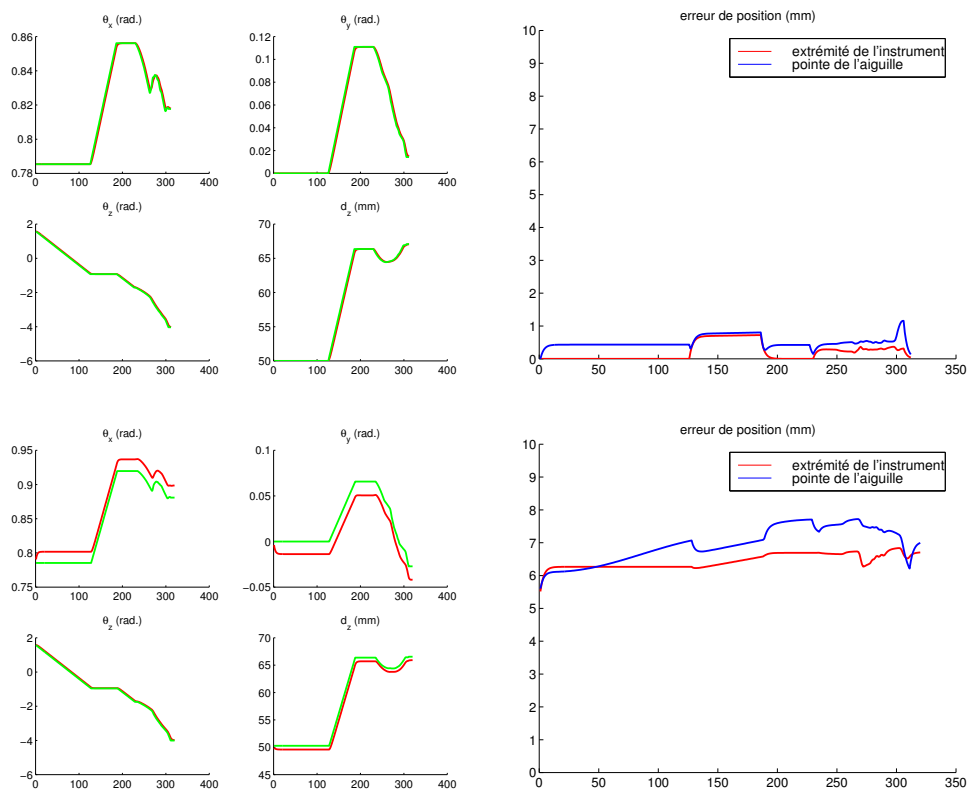 θx (rad.)
0.86
0.84
0.82
0.8
0.78
0 100 200 300 400
θy (rad.)
0.12
0.1
0.08
0.06
0.04
0.02
0
0 100 200 300 400
θz (rad.)
2
0
−2
−4
−6
0 100 200 300 400
dz (mm)
70
65
60
55
50
0 100 200 300 400
erreur de position (mm)
extrémité de l'instrument
pointe de l'aiguille
10
9
8
7
6
5
4
3
2
1
0
0 50 100 150 200 250 300 350
θx (rad.)
0.95
0.9
0.85
0.8
0.75
0 100 200 300 400
θy (rad.)
0.1
0.05
0
−0.05
0 100 200 300 400
θz (rad.)
2
0
−2
−4
−6
0 100 200 300 400
dz (mm)
70
65
60
55
50
45
0 100 200 300 400
erreur de position (mm)
extrémité de l'instrument
pointe de l'aiguille
10
9
8
7
6
5
4
3
2
1
0
0 50 100 150 200 250 300 350